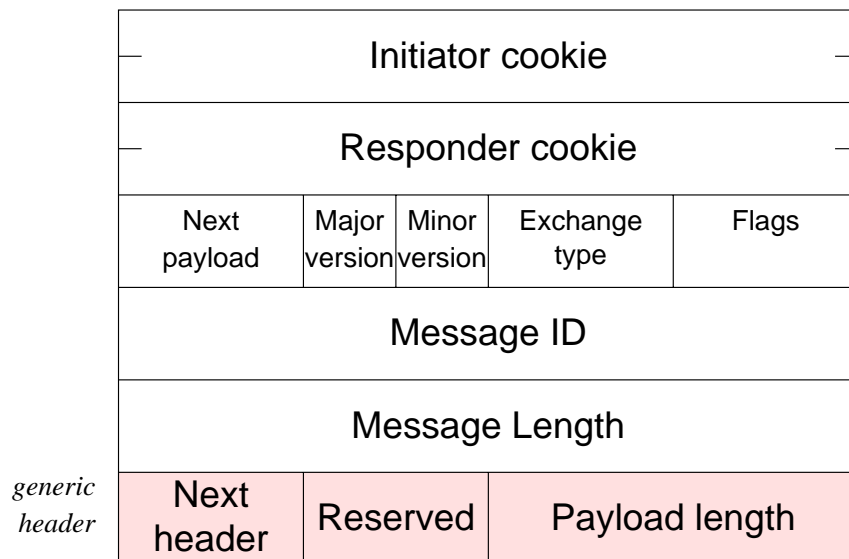 Initiator cookie
Responder cookie
Next
payload
Major
version
Minor
version
Exchange
type
Flags
Message ID
Message Length
generic
header
Next
header
Reserved
Payload length